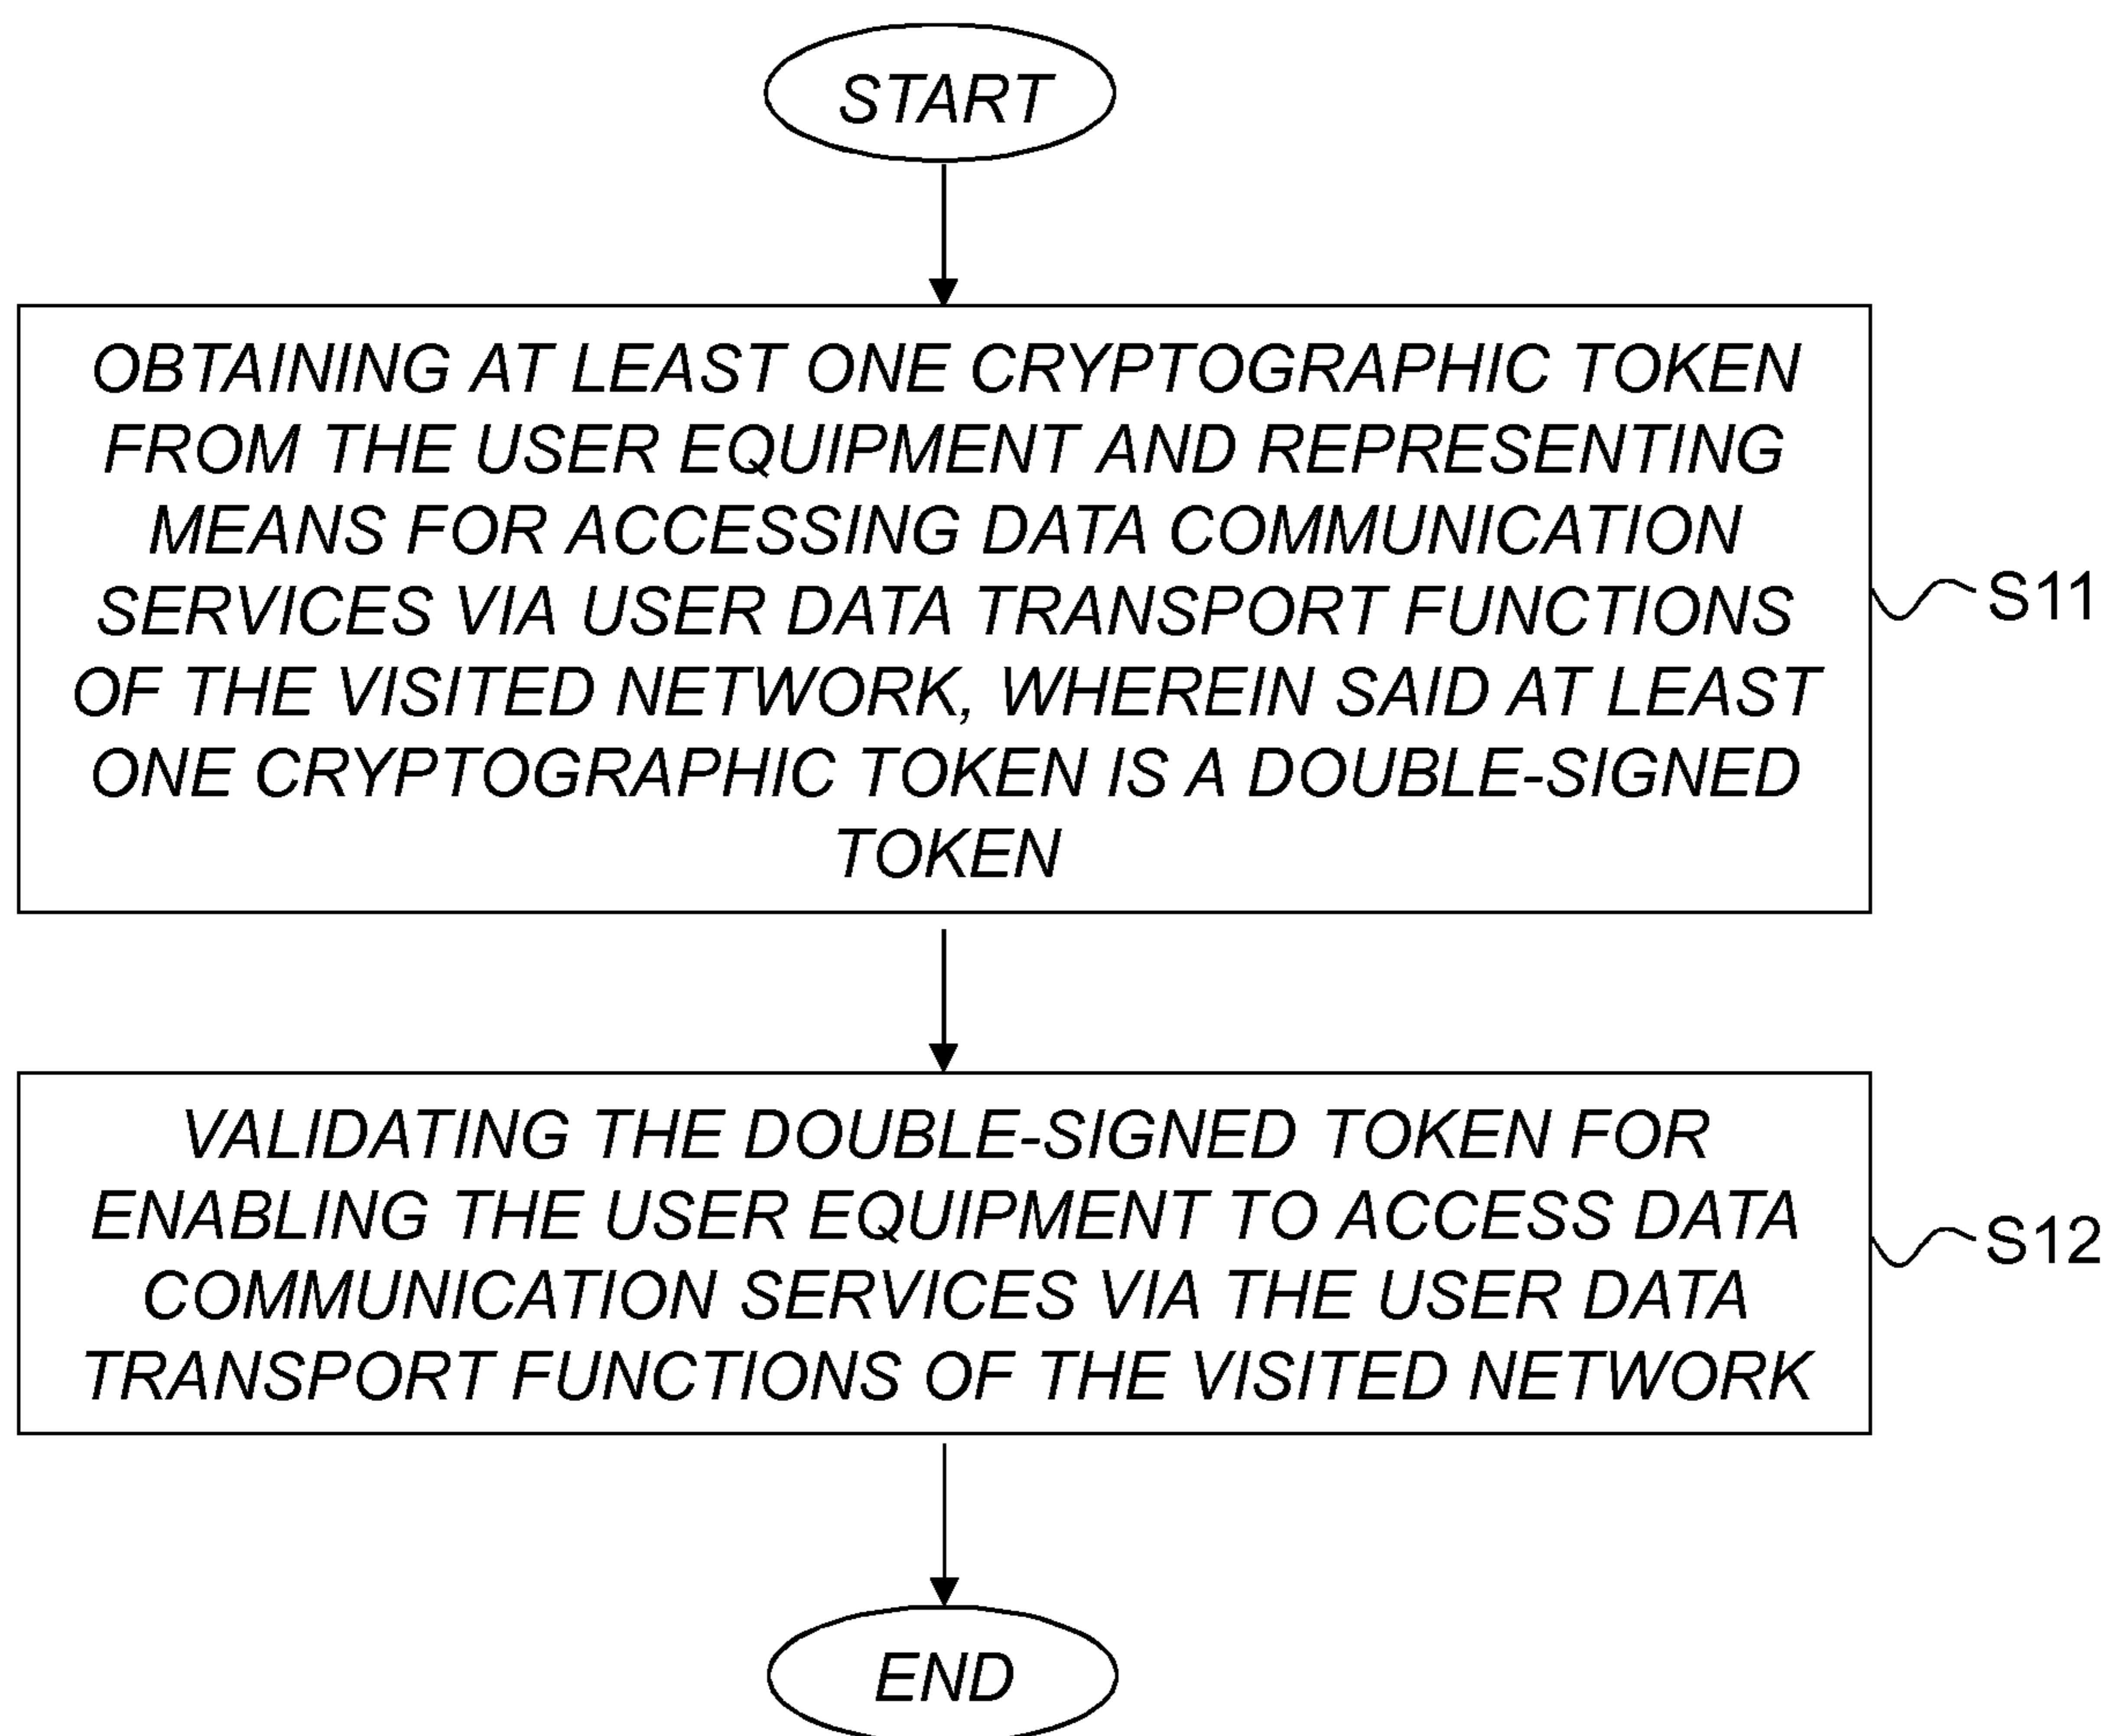 START
OBTAINING AT LEAST ONE CRYPTOGRAPHIC TOKEN
FROM THE USER EQUIPMENT AND REPRESENTING
MEANS FOR ACCESSING DATA COMMUNICATION
SERVICES VIA USER DATA TRANSPORT FUNCTIONS
OF THE VISITED NETWORK, WHEREIN SAID AT LEAST
ONE CRYPTOGRAPHIC TOKEN IS A DOUBLE-SIGNED
TOKEN
S11
VALIDATING THE DOUBLE-SIGNED TOKEN FOR
ENABLING THE USER EQUIPMENT TO ACCESS DATA
COMMUNICATION SERVICES VIA THE USER DATA
TRANSPORT FUNCTIONS OF THE VISITED NETWORK
S12
END